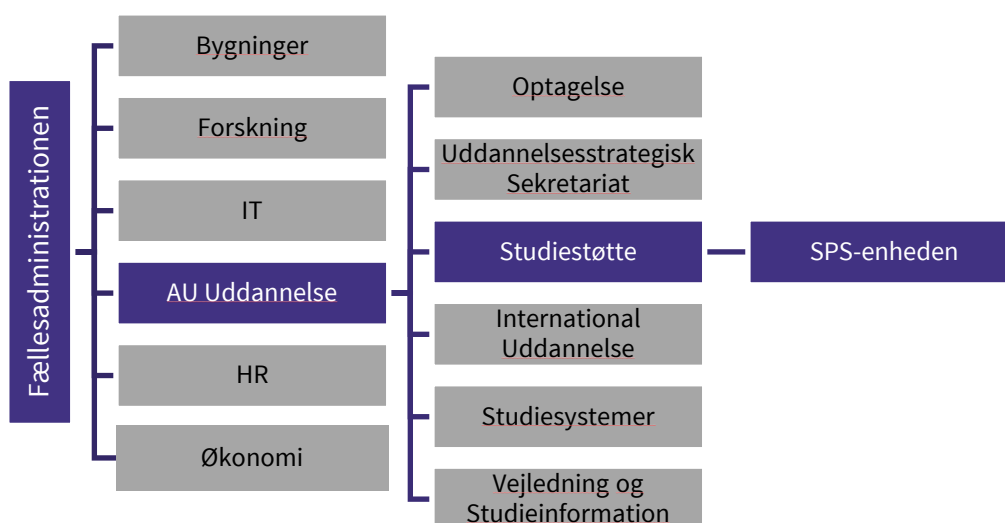 Fællesadministrationen
Bygninger
Forskning
IT
AU Uddannelse
HR
Økonomi
Optagelse
Uddannelsesstrategisk
Sekretariat
Studiestøtte
International
Uddannelse
Studiesystemer
Vejledning og
Studieinformation
SPS-enheden